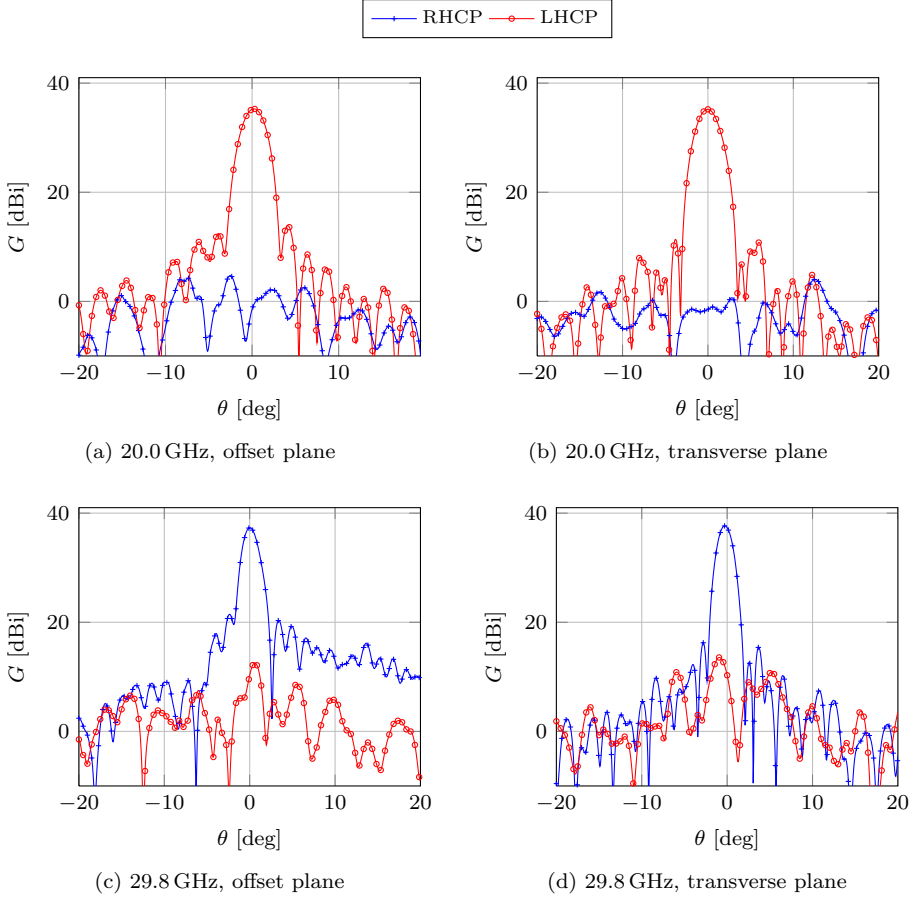 RHCP LHCP
40
20
0
−20 −10 0 10
θ [deg]
G [dBi]
(a) 20.0 GHz, offset plane
40
20
0
−20 −10 0 10 20
θ [deg]
G [dBi]
(b) 20.0 GHz, transverse plane
40
20
0
−20 −10 0 10 20
θ [deg]
G [dBi]
(c) 29.8 GHz, offset plane
40
20
0
−20 −10 0 10 20
θ [deg]
G [dBi]
(d) 29.8 GHz, transverse plane